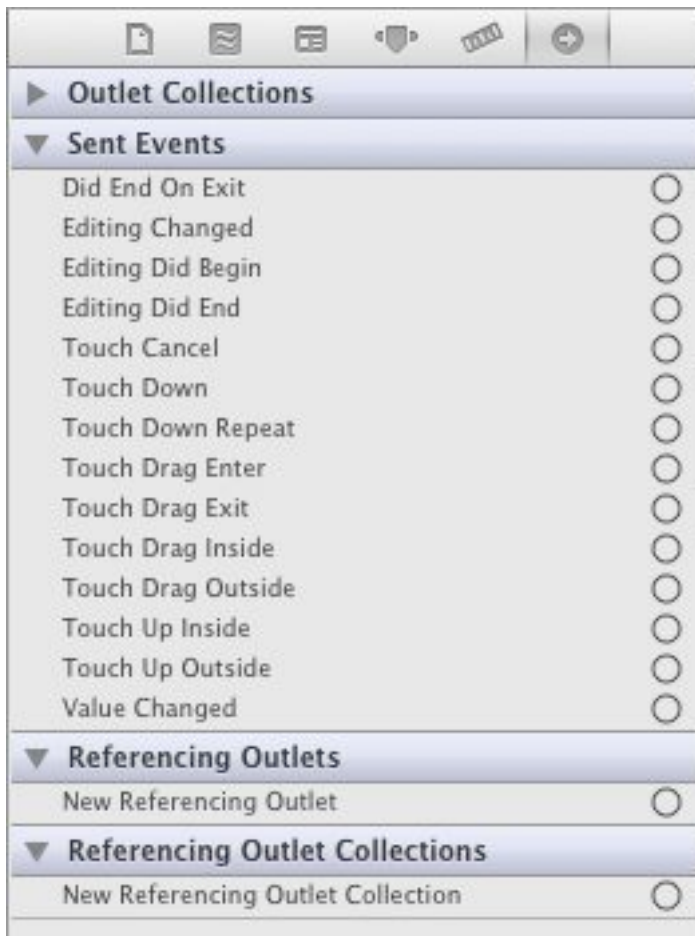 Outlet Collections
Sent Events
Did End On Exit
Editing Changed
Editing Did Begin
Editing Did End
Touch Cancel
Touch Down
Touch Down Repeat
Touch Drag Enter
Touch Drag Exit
Touch Drag Inside
Touch Drag Outside
Touch Up Inside
Touch Up Outside
Value Changed
Referencing Outlets
New Referencing Outlet
Referencing Outlet Collections
New Referencing Outlet Collection